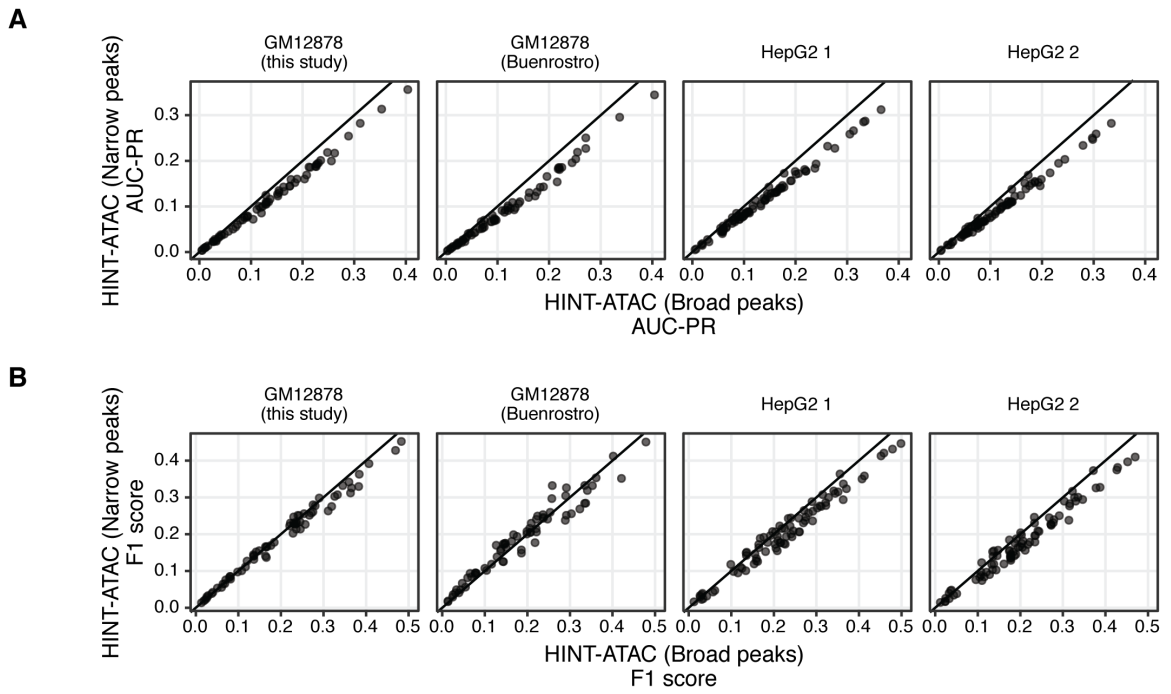 A
GM12878
(this study)
GM12878
(Buenrostro)
HepG2 1
HepG2 2
HINT-ATAC (Narrow peaks)
AUC-PR
0.3
0.2
0.1
0.0
0.0 0.1 0.2 0.3 0.4
0.0 0.1 0.2 0.3 0.4
0.0 0.1 0.2 0.3 0.4
0.0 0.1 0.2 0.3 0.4
HINT-ATAC (Broad peaks)
AUC-PR
B
GM12878
(this study)
GM12878
(Buenrostro)
HepG2 1
HepG2 2
HINT-ATAC (Narrow peaks)
F1 score
0.4
0.3
0.2
0.1
0.0
0.0 0.1 0.2 0.3 0.4 0.5
0.0 0.1 0.2 0.3 0.4 0.5
0.0 0.1 0.2 0.3 0.4 0.5
0.0 0.1 0.2 0.3 0.4 0.5
HINT-ATAC (Broad peaks)
F1 score